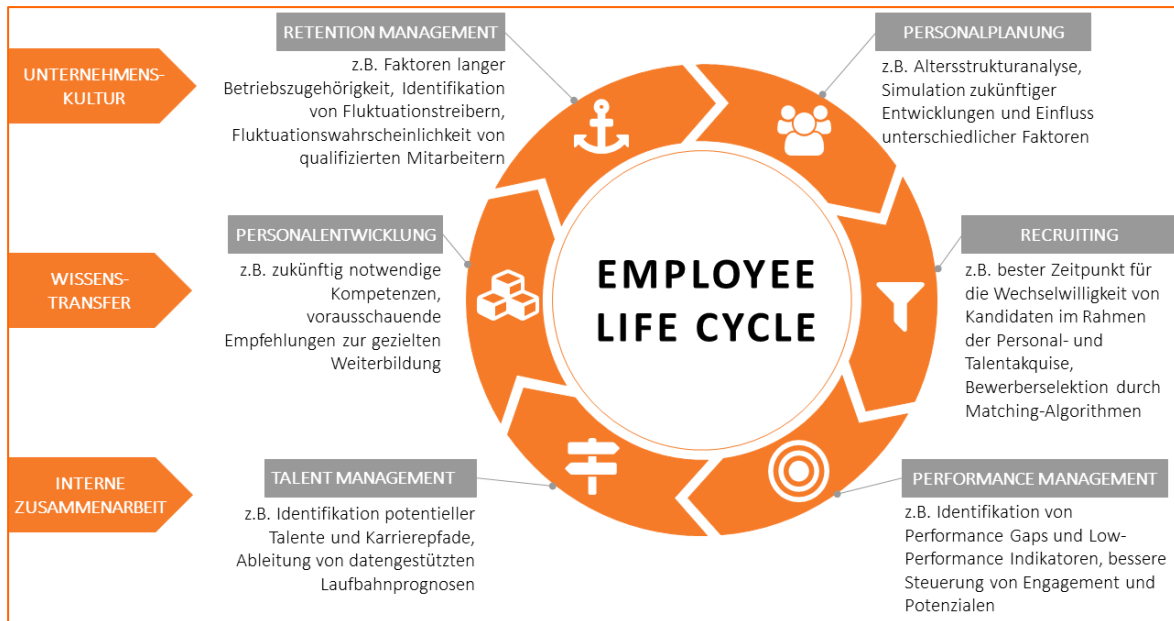 UNTERNEHMENS-
KULTUR
WISSENS-
TRANSFER
INTERNE
ZUSAMMENARBEIT
RETENTION MANAGEMENT
z.B. Faktoren langer
Betriebszugehörigkeit, Identifikation
von Fluktuationstreibern,
Fluktuationswahrscheinlichkeit von
qualifizierten Mitarbeitern
PERSONALENTWICKLUNG
z.B. zukünftig notwendige
Kompetenzen,
vorausschauende
Empfehlungen zur gezielten
Weiterbildung
TALENT MANAGEMENT
z.B. Identifikation potentieller
Talente und Karrierepfade,
Ableitung von datengestützten
Laufbahnprognosen
EMPLOYEE
LIFE CYCLE
PERSONALPLANUNG
z.B. Altersstrukturanalyse,
Simulation zukünftiger
Entwicklungen und Einfluss
unterschiedlicher Faktoren
RECRUITING
z.B. bester Zeitpunkt für
die Wechselwilligkeit von
Kandidaten im Rahmen
der Personal- und
Talentakquise,
Bewerberselektion durch
Matching-Algorithmen
PERFORMANCE MANAGEMENT
z.B. Identifikation von
Performance Gaps und Low-
Performance Indikatoren, bessere
Steuerung von Engagement und
Potenzialen